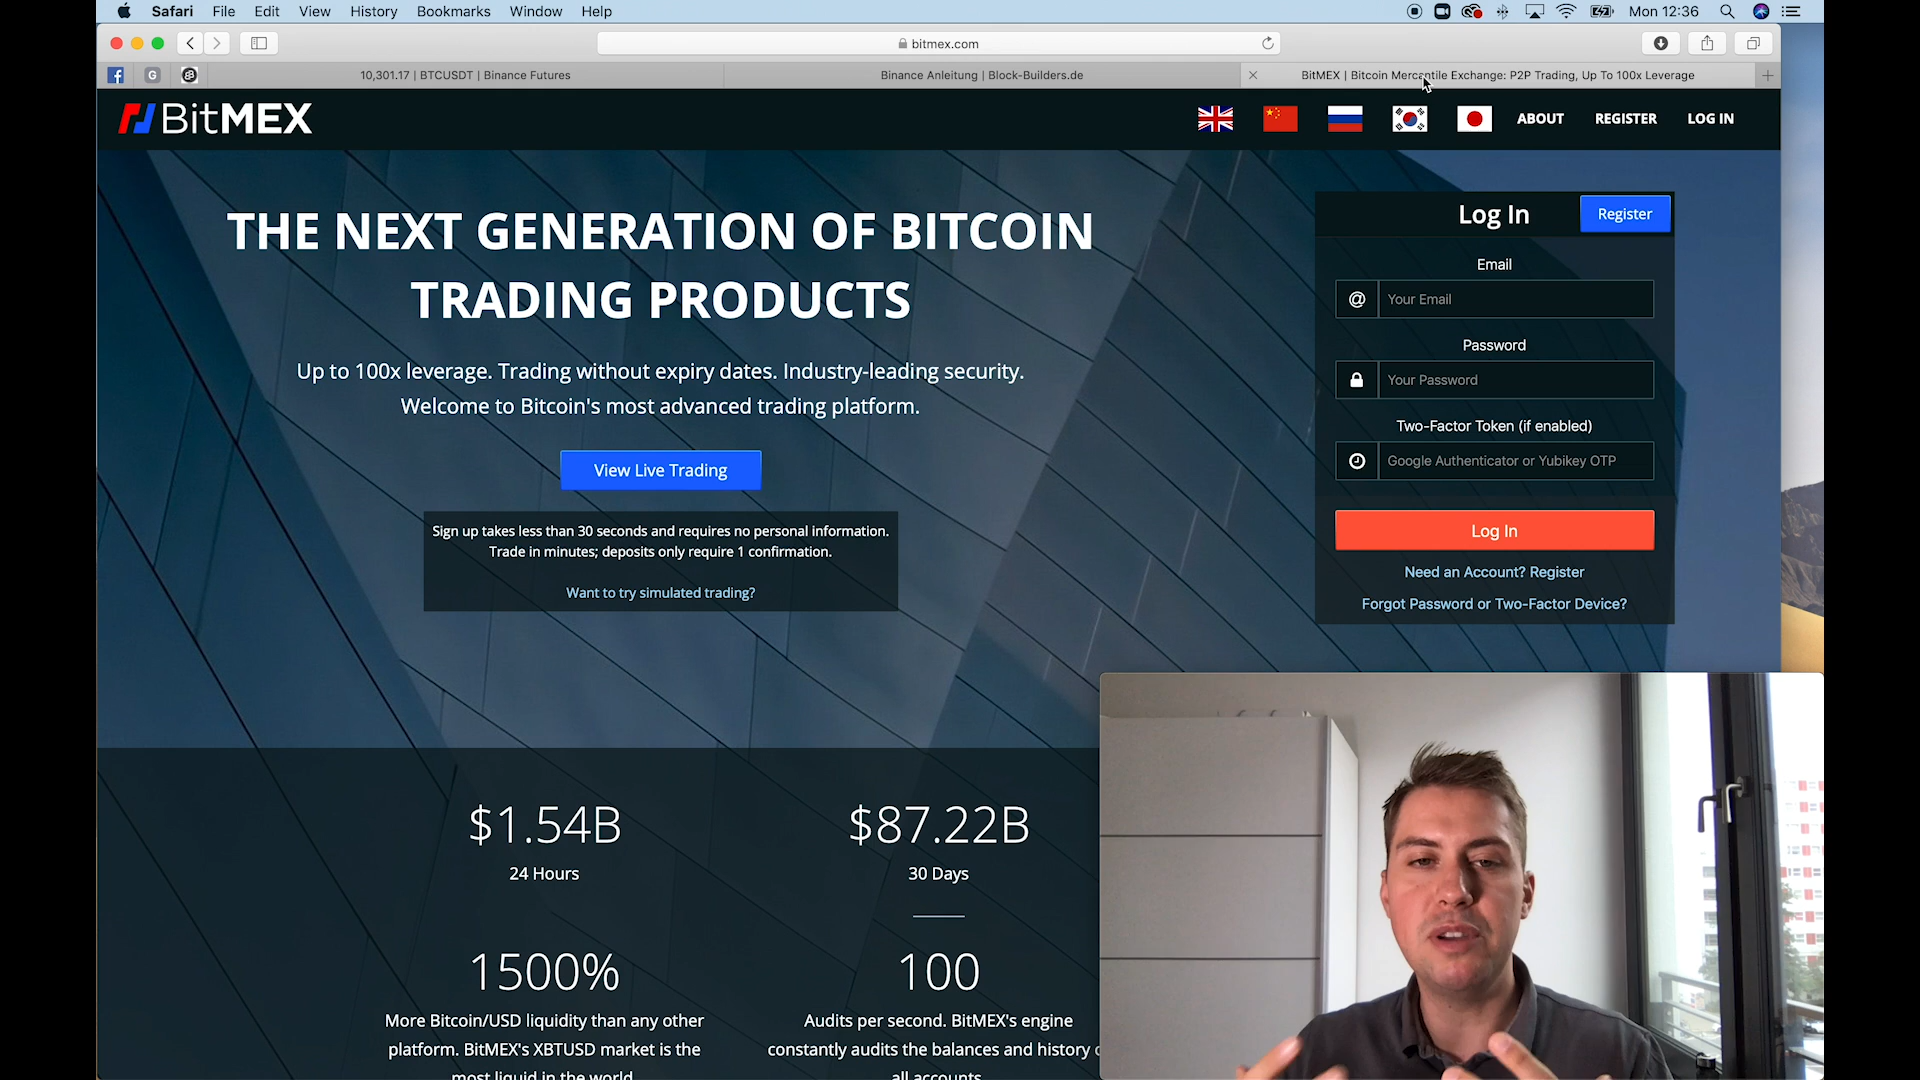 Safari File Edit View History Bookmarks Window Help
Mon 12:36
bitmex.com
G
10,301.17 | BTCUSDT | Binance Futures
Binance Anleitung | Block-Builders.de
BitMEX | Bitcoin Mercantile Exchange: P2P Trading, Up To 100x Leverage
BitMEX
ABOUT
REGISTER
LOG IN
THE NEXT GENERATION OF BITCOIN
TRADING PRODUCTS
Up to 100x leverage. Trading without expiry dates. Industry-leading security.
Welcome to Bitcoin's most advanced trading platform.
View Live Trading
Sign up takes less than 30 seconds and requires no personal information.
Trade in minutes; deposits only require 1 confirmation.
Want to try simulated trading?
Log In
Register
Email
@ Your Email
Password
Your Password
Two-Factor Token (if enabled)
Google Authenticator or Yubikey OTP
Log In
Need an Account? Register
Forgot Password or Two-Factor Device?
$1.54B
24 Hours
$87.22B
30 Days
1500%
More Bitcoin/USD liquidity than any other
platform. BitMEX's XBTUSD market is the
most liquid in the world
100
Audits per second. BitMEX's engine
constantly audits the balances and history
all accounts